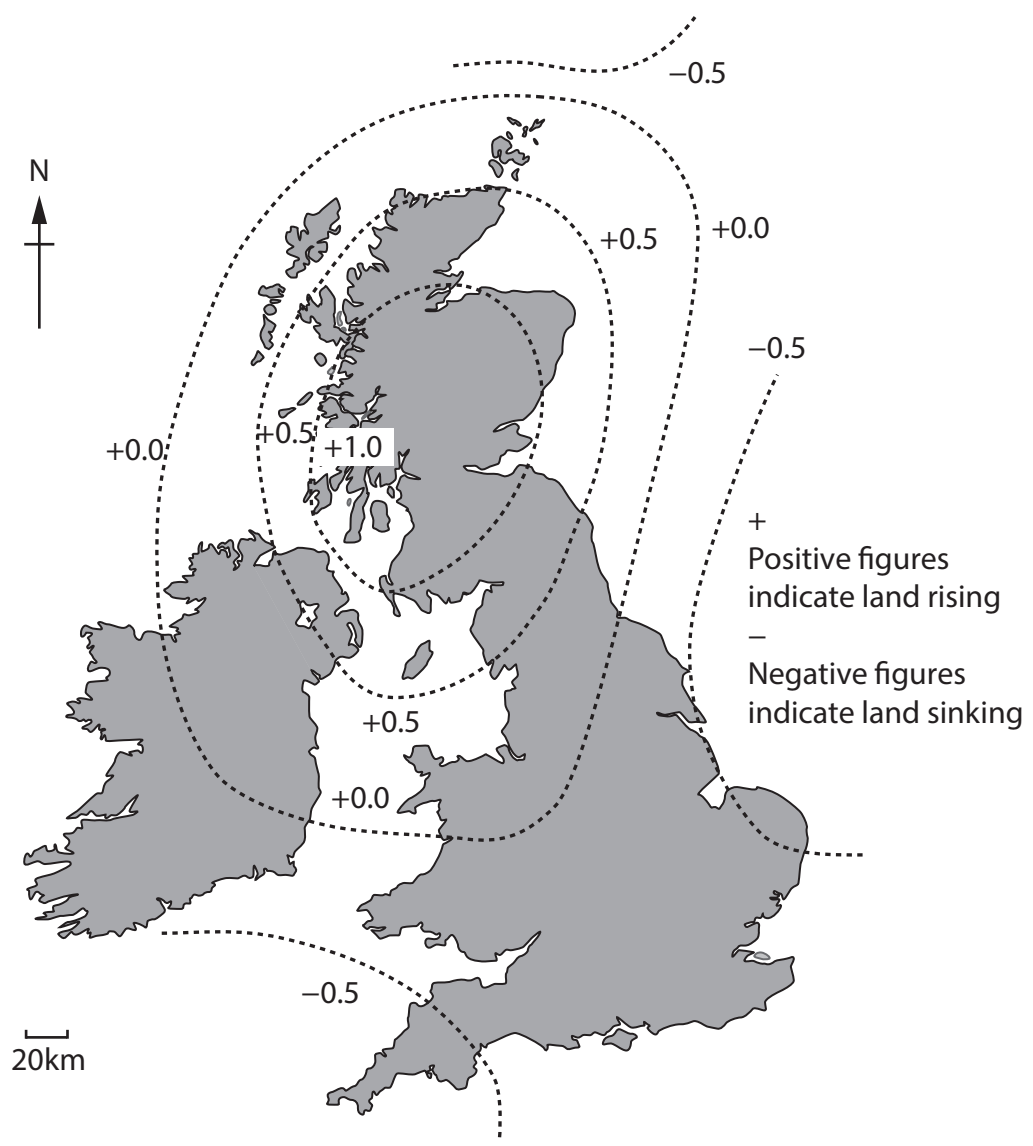 −0.5
N
+0.5
+0.0
−0.5
+0.0
+0.5
+1.0
+
Positive figures
indicate land rising
−
Negative figures
indicate land sinking
+0.5
+0.0
−0.5
20km